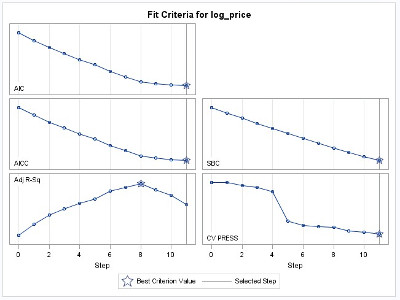 Fit Criteria for log_price
AIC
AICC
SBC
Adj R-Sq
CV PRESS
0 2 4 6 8 10
0 2 4 6 8 10
Step
Step
Best Criterion Value
Selected Step